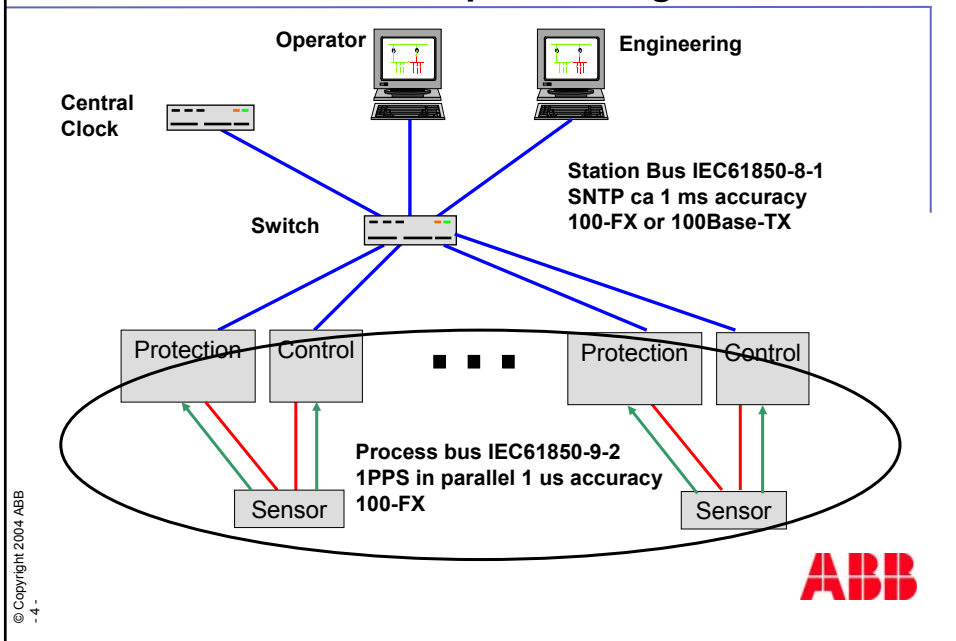 Operator
Engineering
Central
Clock
Station Bus IEC61850-8-1
SNTP ca 1 ms accuracy
100-FX or 100Base-TX
Switch
Protection
Control
Protection
Control
Process bus IEC61850-9-2
1PPS in parallel 1 us accuracy
100-FX
Sensor
Sensor
© Copyright 2004 ABB
- 4 -
ABB